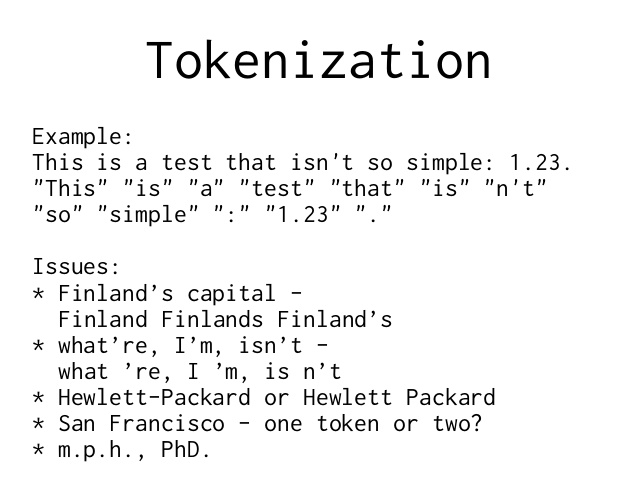 Tokenization
Example:
This is a test that isn't so simple: 1.23.
"This" "is" "a" "test" "that" "is" "n't"
"so" "simple" ":" "1.23" "."
Issues:
* Finland’s capital –
Finland Finlands Finland’s
* what’re, I’m, isn’t –
what ’re, I ’m, is n’t
* Hewlett-Packard or Hewlett Packard
* San Francisco – one token or two?
* m.p.h., PhD.